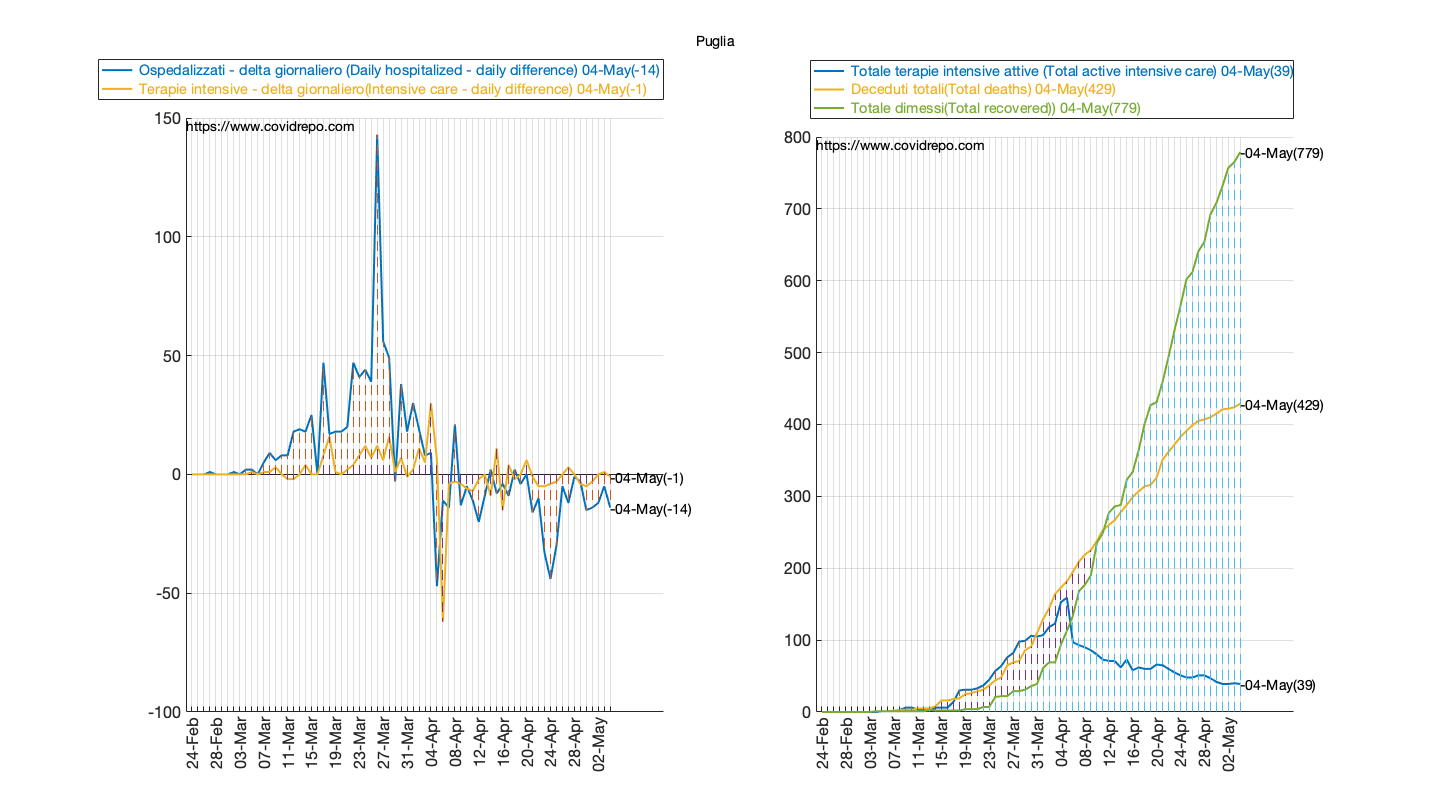 Puglia
Ospedalizzati - delta giornaliero (Daily hospitalized - daily difference) 04-May(-14)
Terapie intensive - delta giornaliero(Intensive care - daily difference) 04-May(-1)
https://www.covidrepo.com
150
100
50
0
-50
-100
04-May(-1)
04-May(-14)
24-Feb
28-Feb
03-Mar
07-Mar
11-Mar
15-Mar
19-Mar
23-Mar
27-Mar
31-Mar
04-Apr
08-Apr
12-Apr
16-Apr
20-Apr
24-Apr
28-Apr
02-May
Totale terapie intensive attive (Total active intensive care) 04-May(39)
Deceduti totali(Total deaths) 04-May(429)
Totale dimessi(Total recovered)) 04-May(779)
https://www.covidrepo.com
800
700
600
500
400
300
200
100
0
04-May(779)
04-May(429)
04-May(39)
24-Feb
28-Feb
03-Mar
07-Mar
11-Mar
15-Mar
19-Mar
23-Mar
27-Mar
31-Mar
04-Apr
08-Apr
12-Apr
16-Apr
20-Apr
24-Apr
28-Apr
02-May